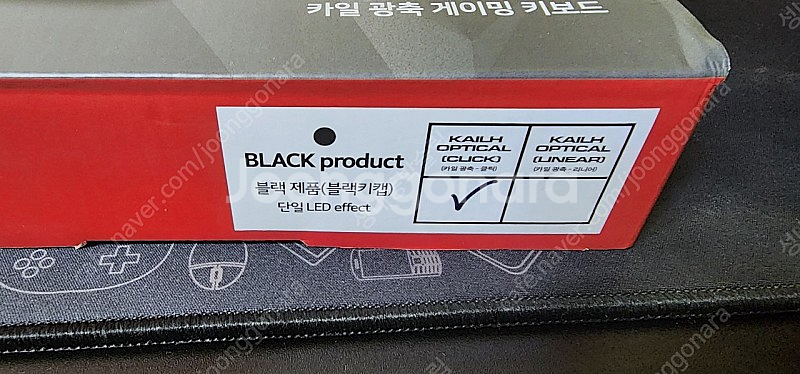 카일 광축 게이밍 키보드
BLACK product
블랙 제품(블랙키캡)
단일 LED effect
KAILH
OPTICAL
(CLICK)
(카일 광축 - 클릭)
KAILH
OPTICAL
(LINEAR)
(카일 광축 - 리니어)
Joonggonara